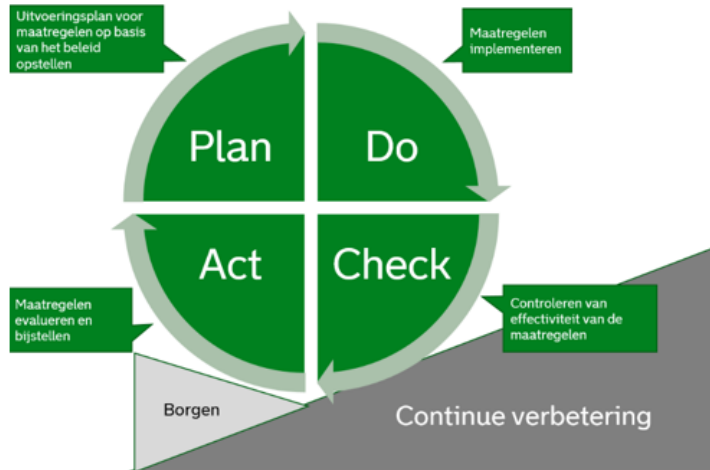 Uitvoeringsplan voor
maatregelen op basis
van het beleid
opstellen
Maatregelen
implementeren
Plan
Do
Act
Check
Maatregelen
evalueren en
bijstellen
Controleren van
effectiviteit van de
maatregelen
Borgen
Continue verbetering